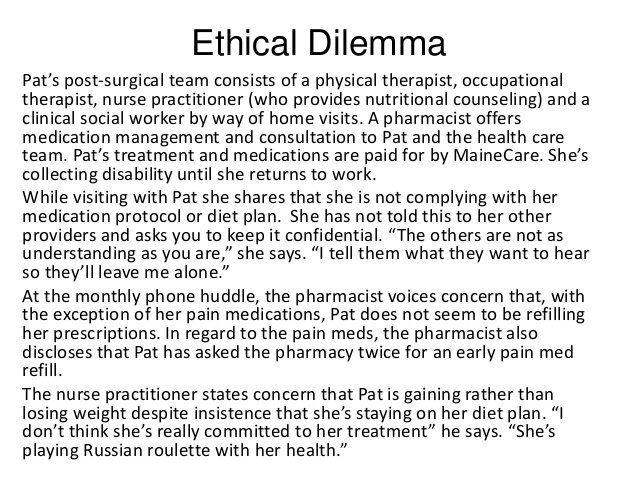 Ethical Dilemma
Pat’s post-surgical team consists of a physical therapist, occupational
therapist, nurse practitioner (who provides nutritional counseling) and a
clinical social worker by way of home visits. A pharmacist offers
medication management and consultation to Pat and the health care
team. Pat’s treatment and medications are paid for by MaineCare. She’s
collecting disability until she returns to work.
While visiting with Pat she shares that she is not complying with her
medication protocol or diet plan.  She has not told this to her other
providers and asks you to keep it confidential. “The others are not as
understanding as you are,” she says. “I tell them what they want to hear
so they’ll leave me alone.”
At the monthly phone huddle, the pharmacist voices concern that, with
the exception of her pain medications, Pat does not seem to be refilling
her prescriptions. In regard to the pain meds, the pharmacist also
discloses that Pat has asked the pharmacy twice for an early pain med
refill.
The nurse practitioner states concern that Pat is gaining rather than
losing weight despite insistence that she’s staying on her diet plan. “I
don’t think she’s really committed to her treatment” he says. “She’s
playing Russian roulette with her health.”